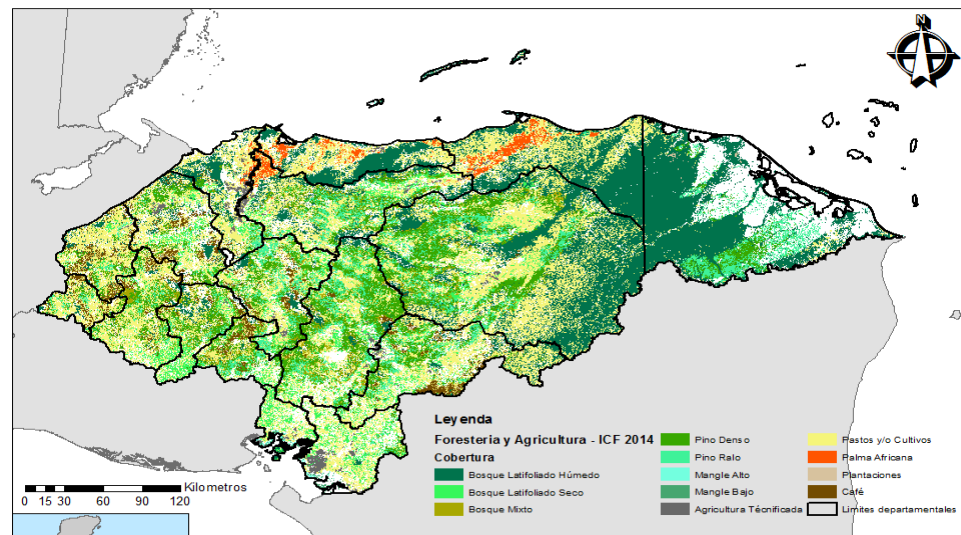 N
Leyenda
Foresteria y Agricultura - ICF 2014
Cobertura
Bosque Latifoliado Húmedo
Bosque Latifoliado Seco
Bosque Mixto
Pino Denso
Pino Ralo
Mangle Alto
Mangle Bajo
Agricultura Técnificada
Pastos y/o Cultivos
Palma Africana
Plantaciones
Café
Limites departamentales
Kilometros
0 15 30 60 90 120